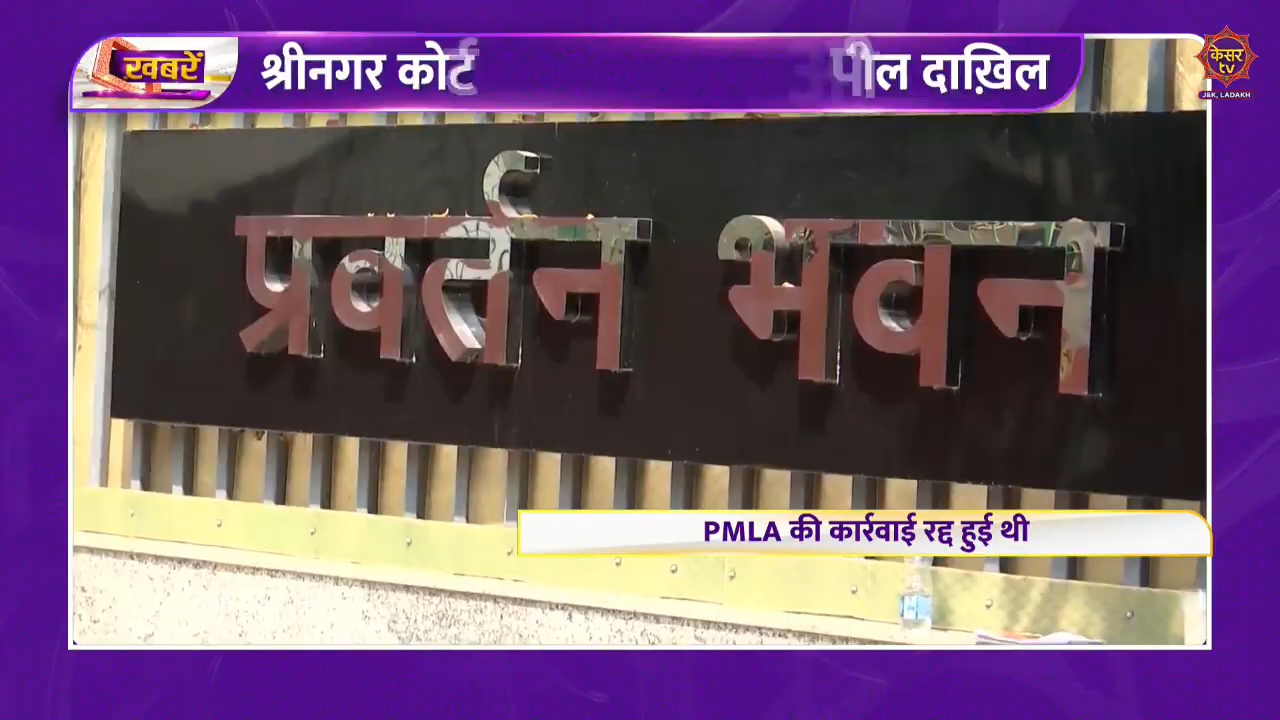 खबरें
श्रीनगर कोर्ट दाख़िल
केसर
tv
J&K, LADAKH
प्रवर्तन भवन
PMLA की कार्रवाई रद्द हुई थी